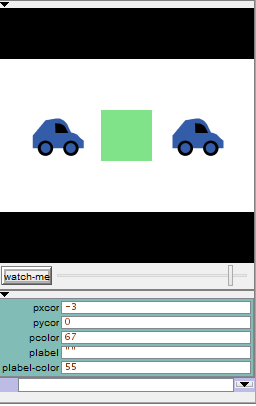 watch-me
pxcor -3
pycor 0
pcolor 67
plabel ""
plabel-color 55